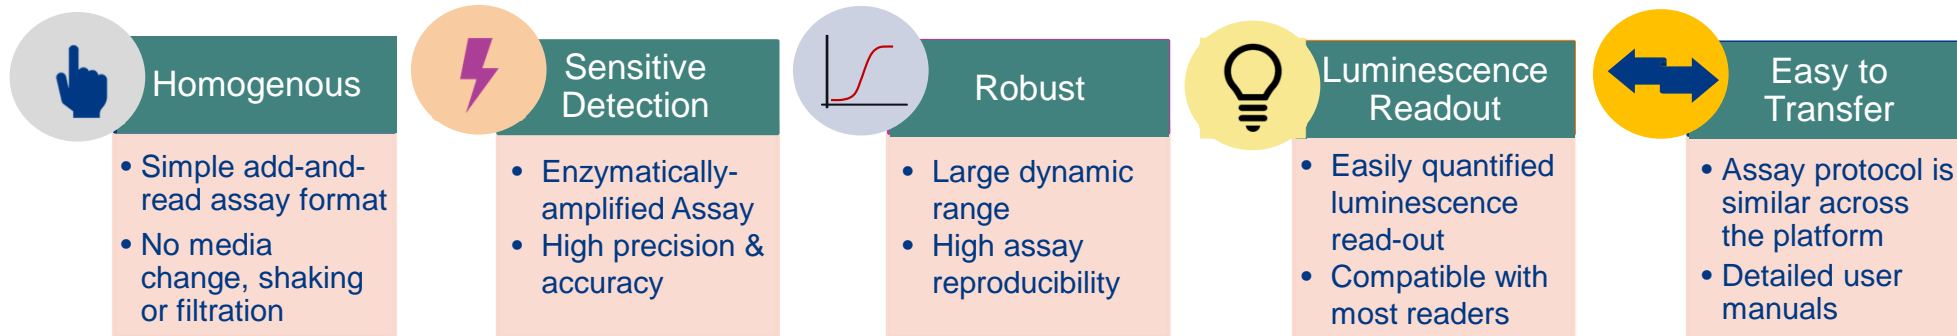 Homogenous
• Simple add-and-
read assay format
• No media
change, shaking
or filtration
Sensitive
Detection
• Enzymatically-
amplified Assay
• High precision &
accuracy
Robust
• Large dynamic
range
• High assay
reproducibility
Luminescence
Readout
• Easily quantified
luminescence
read-out
• Compatible with
most readers
Easy to
Transfer
• Assay protocol is
similar across
the platform
• Detailed user
manuals